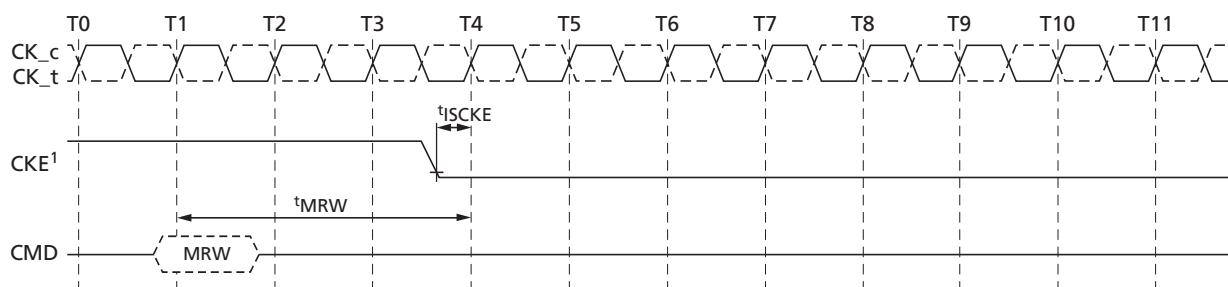 T0 T1 T2 T3 T4 T5 T6 T7 T8 T9 T10 T11
CK_c
CK_t
tISCKE
CKE1
tMRW
CMD MRW